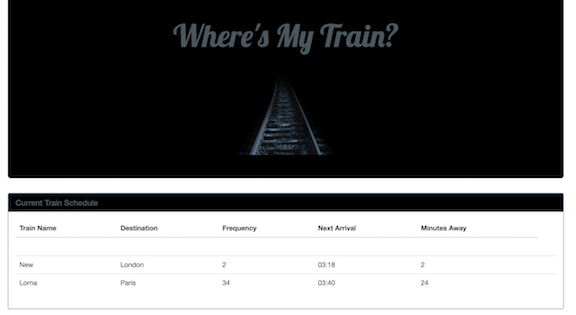 Where's My Train?
Current Train Schedule
Train Name Destination Frequency Next Arrival Minutes Away
New London 2 03:18 2
Lorna Paris 34 03:40 24